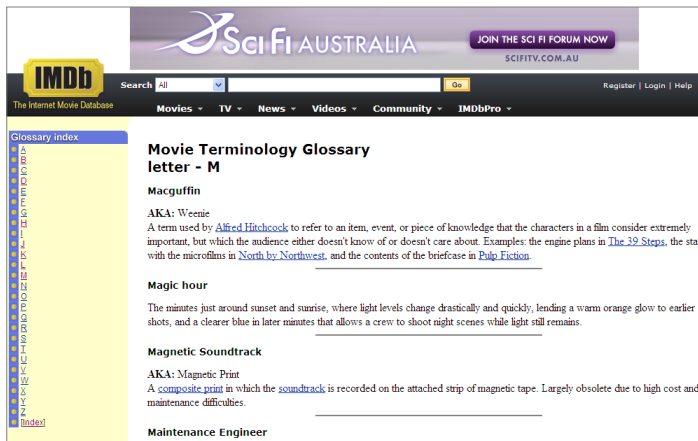 SCI FI AUSTRALIA
JOIN THE SCI FI FORUM NOW
SCIFITV.COM.AU
IMDb
The Internet Movie Database
Search All Go Register | Login | Help
Movies TV News Videos Community IMDbPro
Glossary index
A
B
C
D
E
F
G
H
I
J
K
L
M
N
O
P
Q
R
S
T
U
V
W
X
Y
Z
[Index]
Movie Terminology Glossary
letter - M
Macguffin
AKA: Weenie
A term used by Alfred Hitchcock to refer to an item, event, or piece of knowledge that the characters in a film consider extremely
important, but which the audience either doesn't know of or doesn't care about. Examples: the engine plans in The 39 Steps, the sta
with the microfilms in North by Northwest, and the contents of the briefcase in Pulp Fiction.
Magic hour
The minutes just around sunset and sunrise, where light levels change drastically and quickly, lending a warm orange glow to earlier
shots, and a clearer blue in later minutes that allows a crew to shoot night scenes while light still remains.
Magnetic Soundtrack
AKA: Magnetic Print
A composite print in which the soundtrack is recorded on the attached strip of magnetic tape. Largely obsolete due to high cost and
maintenance difficulties.
Maintenance Engineer